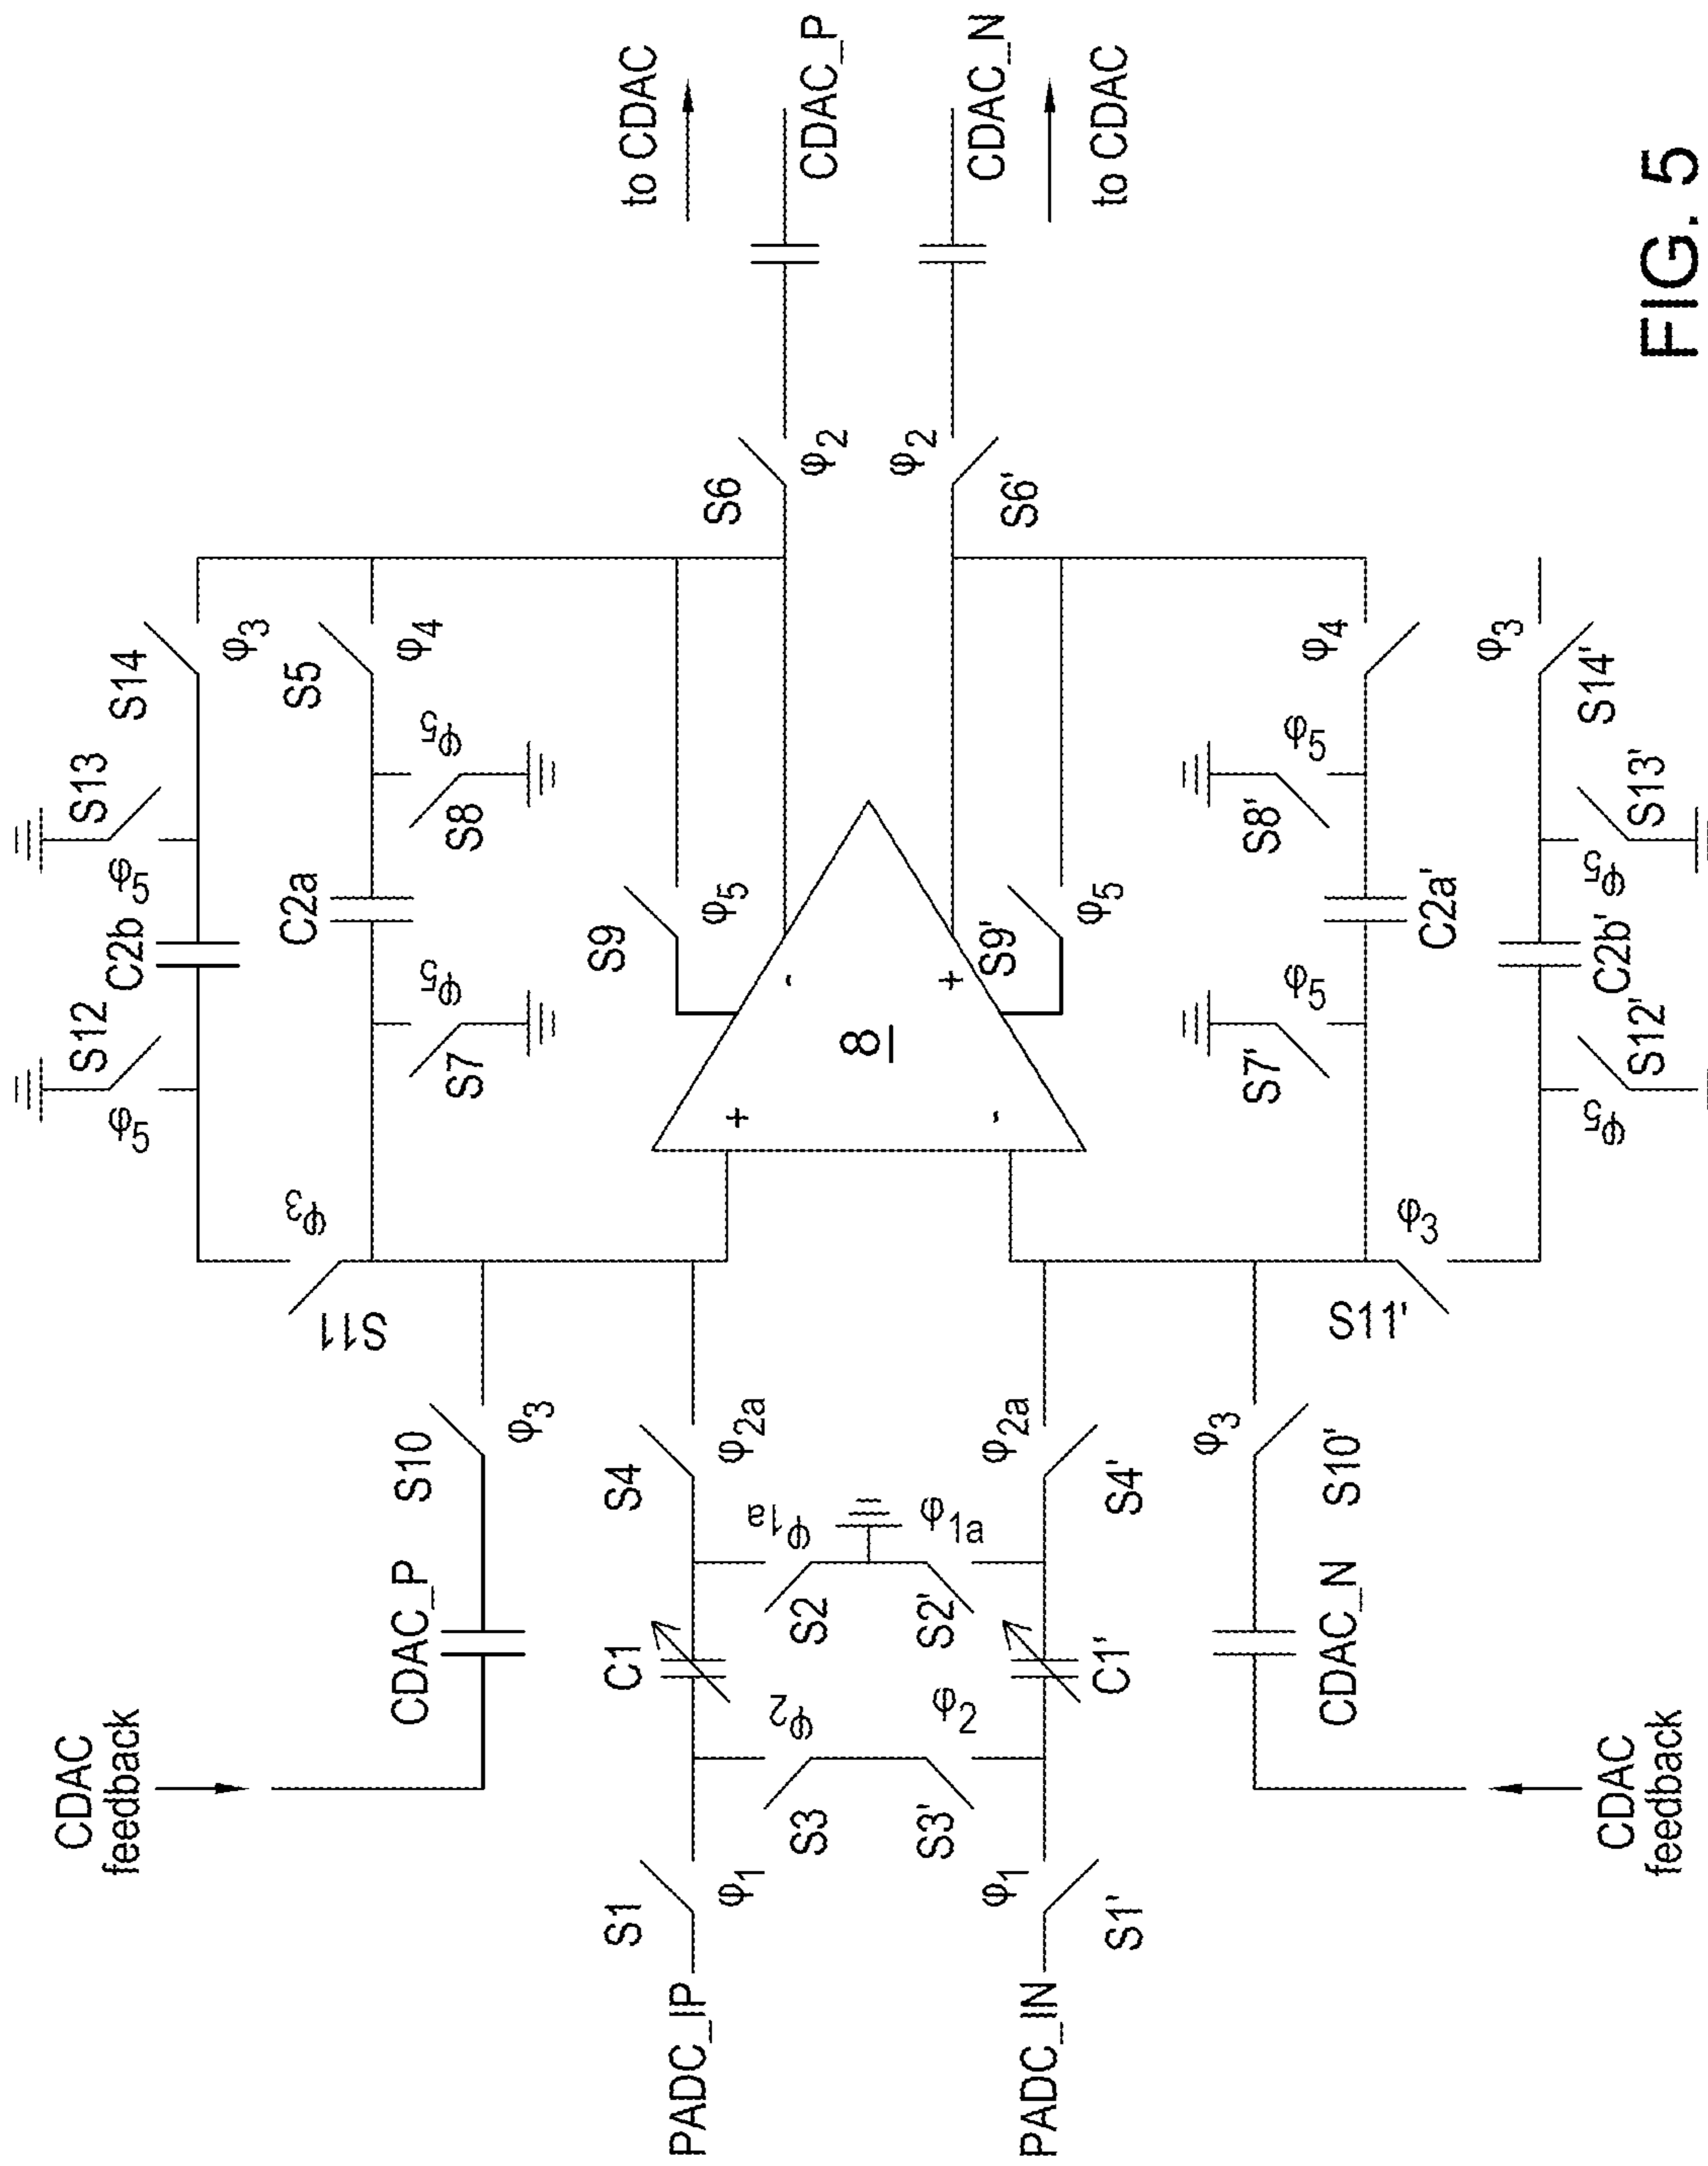 CDAC
feedback
CDAC_P
S10
φ3
S11
φ3
S12
φ5
C2b
S13
φ5
S14
φ3
C2a
S5
φ4
S7
φ5
S8
φ5
S9
φ5
PADC_IP
S1
φ1
C1
S4
φ2a
S3
φ2
S2
φ1a
S3'
φ2
S2'
φ1a
PADC_IN
S1'
φ1
C1'
S4'
φ2a
+
-
8
-
+
S6
φ2
to CDAC
CDAC_P
S6'
φ2
CDAC_N
to CDAC
S9'
φ5
S7'
φ5
S8'
φ5
C2a'
φ4
CDAC_N
S10'
φ3
S11'
φ3
S12'
φ5
C2b'
S13'
φ5
S14'
φ3
CDAC
feedback
FIG. 5